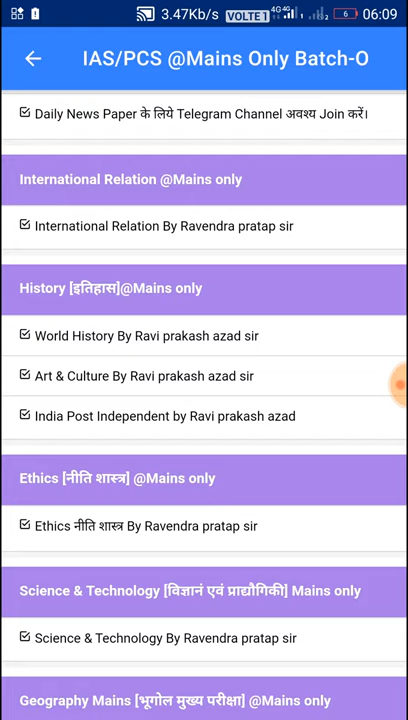 3.47Kb/s VOLTE 1 4G 4G 1 2 6 06:09
IAS/PCS @Mains Only Batch-O
Daily News Paper के लिये Telegram Channel अवश्य Join करें।
International Relation @Mains only
International Relation By Ravendra pratap sir
History [इतिहास]@Mains only
World History By Ravi prakash azad sir
Art & Culture By Ravi prakash azad sir
India Post Independent by Ravi prakash azad
Ethics [नीति शास्त्र] @Mains only
Ethics नीति शास्त्र By Ravendra pratap sir
Science & Technology [विज्ञानं एवं प्राद्यौगिकी] Mains only
Science & Technology By Ravendra pratap sir
Geography Mains [भूगोल मुख्य परीक्षा] @Mains only